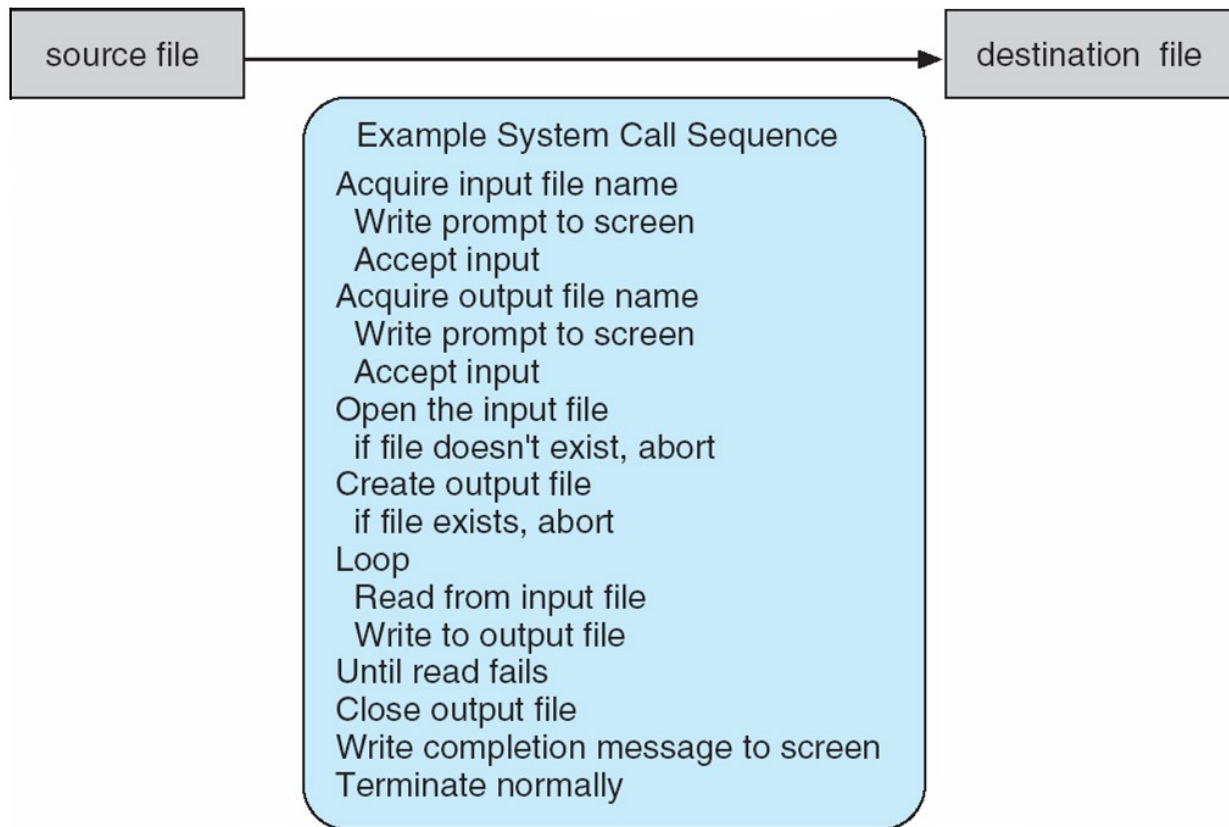 source file
destination file
Example System Call Sequence
Acquire input file name
Write prompt to screen
Accept input
Acquire output file name
Write prompt to screen
Accept input
Open the input file
if file doesn't exist, abort
Create output file
if file exists, abort
Loop
Read from input file
Write to output file
Until read fails
Close output file
Write completion message to screen
Terminate normally